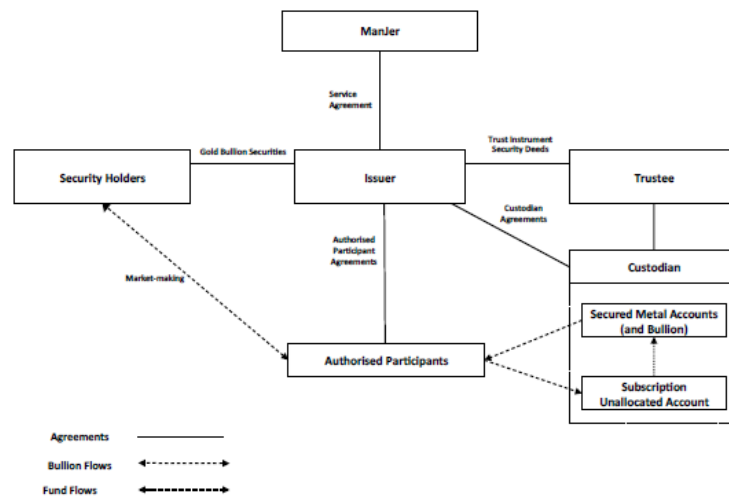 ManJer
Service
Agreement
Gold Bullion Securities
Trust Instrument
Security Deeds
Security Holders
Issuer
Trustee
Custodian
Agreements
Authorised
Participant
Agreements
Custodian
Market-making
Secured Metal Accounts
(and Bullion)
Authorised Participants
Subscription
Unallocated Account
Agreements
Bullion Flows
Fund Flows